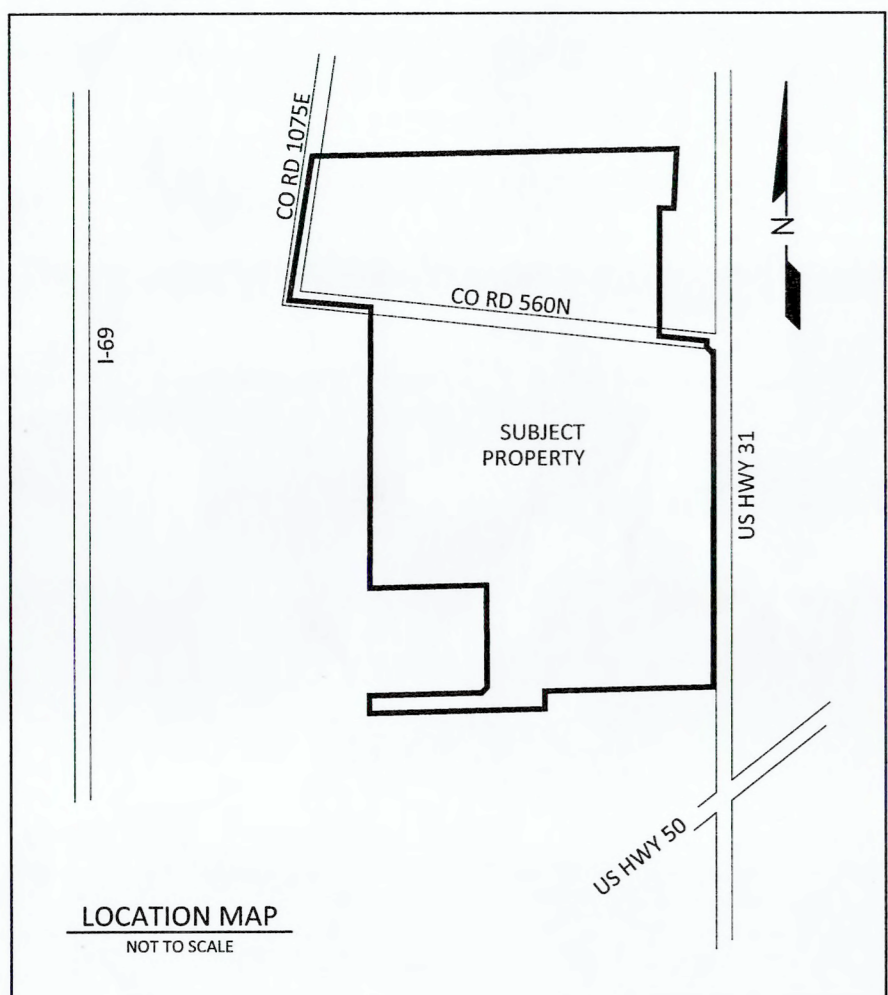 CO RD 1075E
N
CO RD 560N
I-69
SUBJECT
PROPERTY
US HWY 31
US HWY 50
LOCATION MAP
NOT TO SCALE